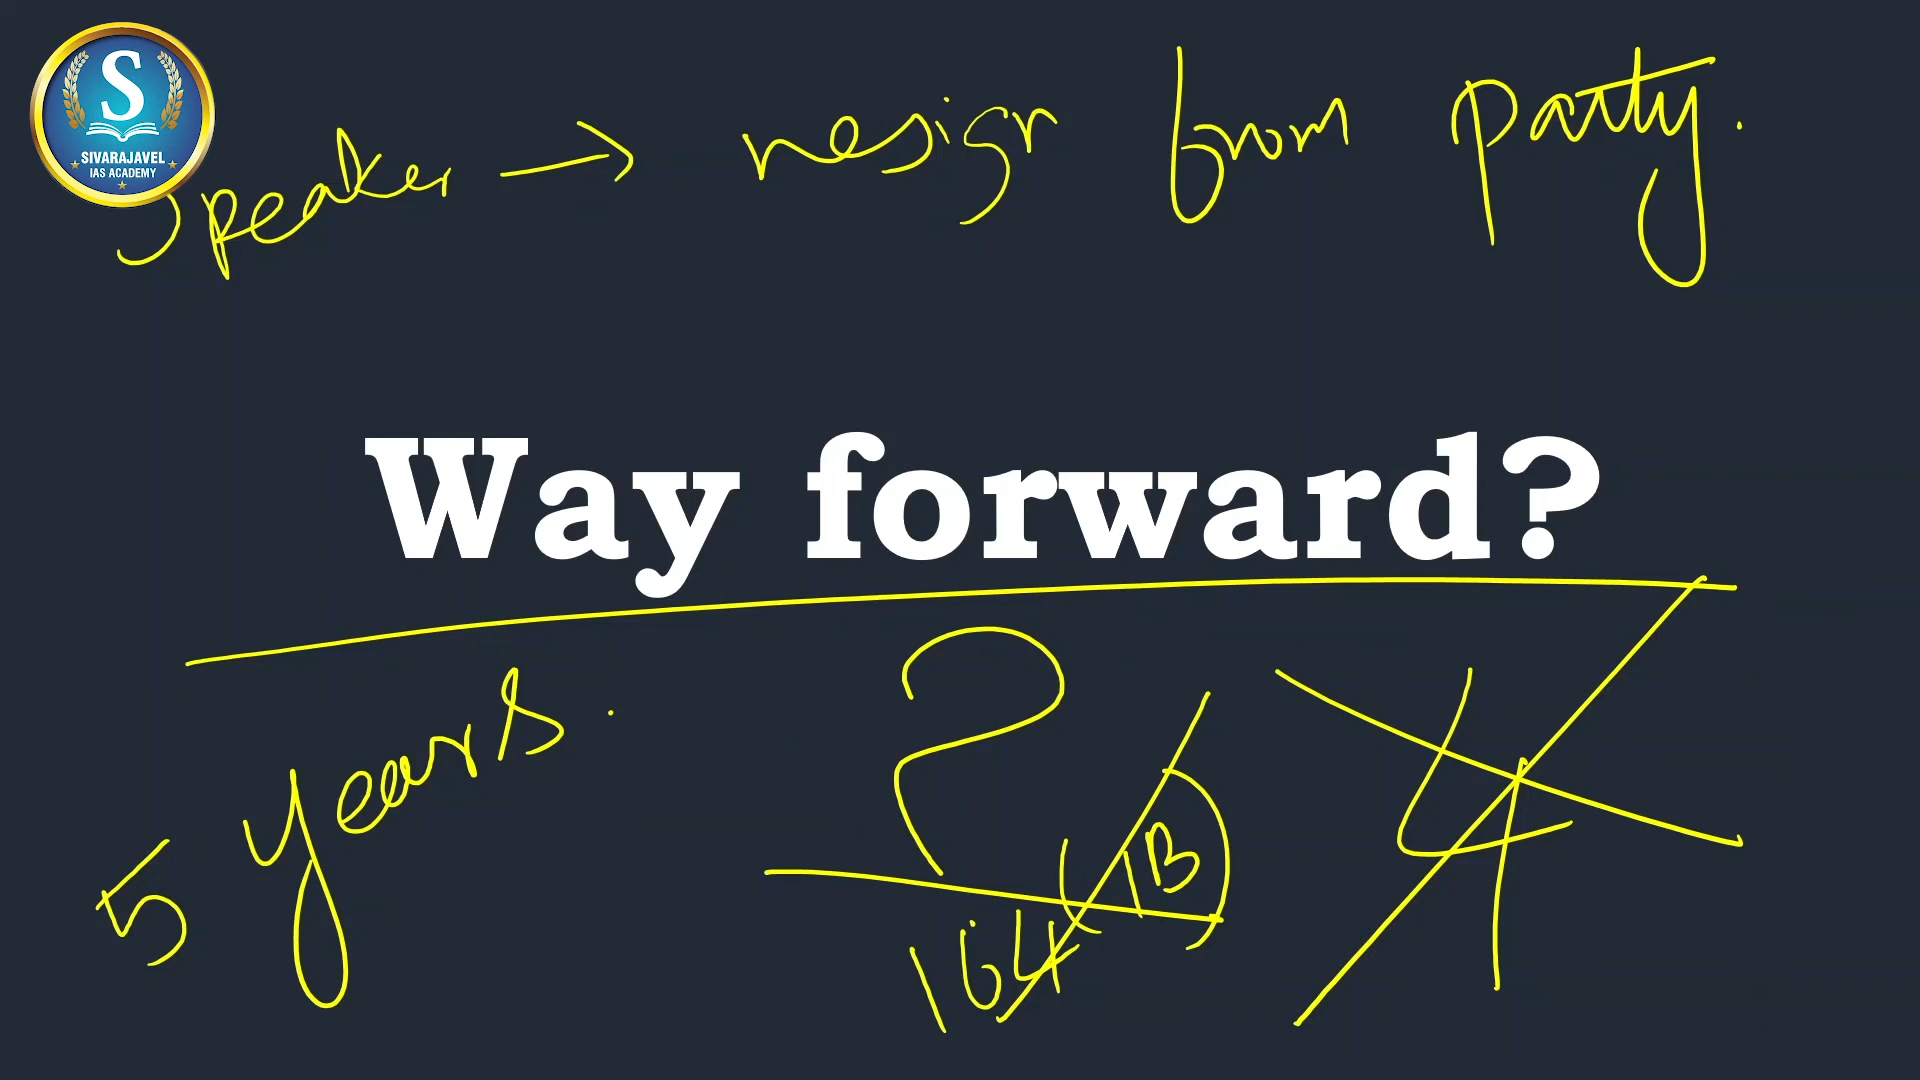 S
SIVARAJAVEL
IAS ACADEMY
Speaker → resign from party.
Way forward?
5 years.
2
4
164(1B)